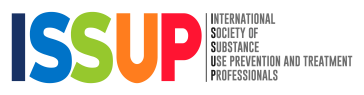 ISSUP
INTERNATIONAL
SOCIETY OF
SUBSTANCE
USE PREVENTION AND TREATMENT
PROFESSIONALS